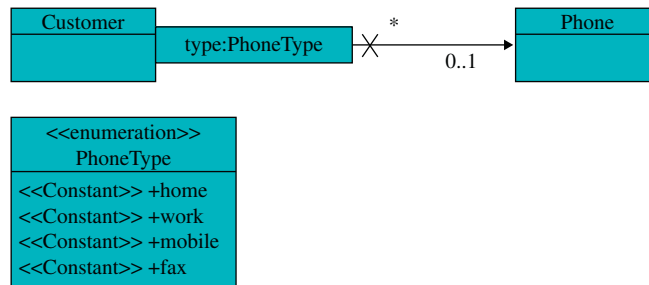 Customer
type:PhoneType
*
0..1
Phone
<<enumeration>>
PhoneType
<<Constant>> +home
<<Constant>> +work
<<Constant>> +mobile
<<Constant>> +fax